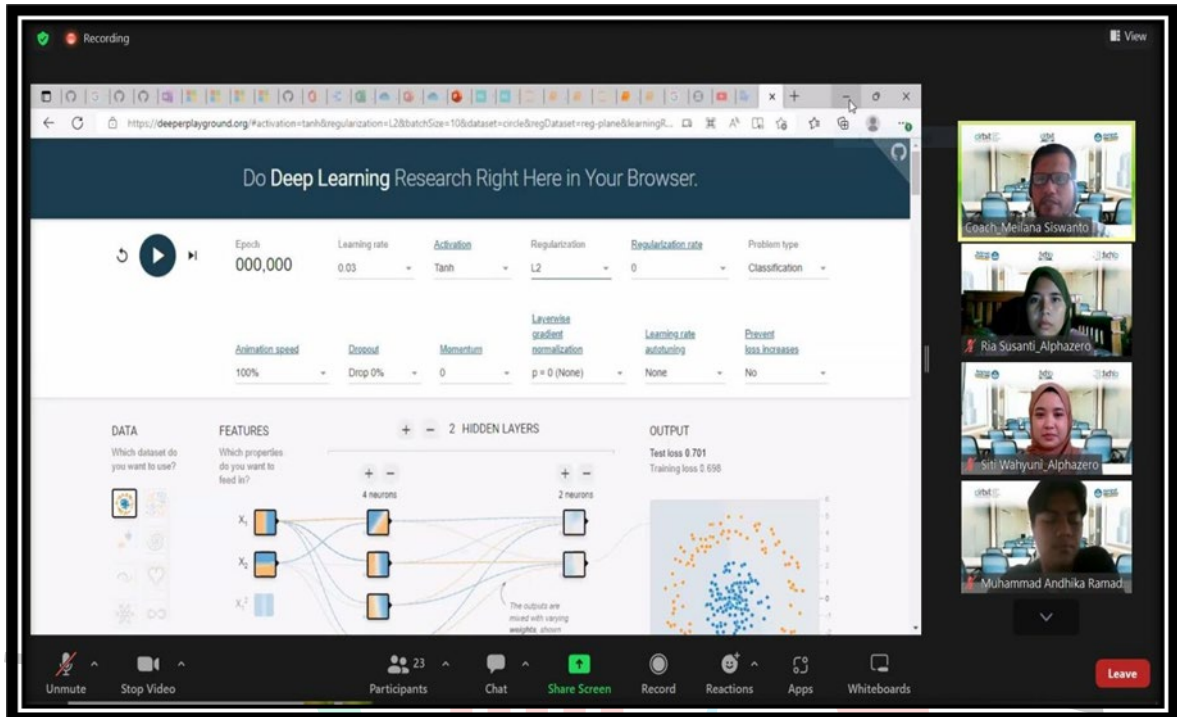 Recording
View
https://deeperplayground.org/#activation=tanh&regularization=L2&batchSize=10&dataset=circle&regDataset=reg-plane&learningR...
Do Deep Learning Research Right Here in Your Browser.
Epoch
000,000
Learning rate
0.03
Activation
Tanh
Regularization
L2
Regularization rate
0
Problem type
Classification
Animation speed
100%
Dropout
Drop 0%
Momentum
0
Layerwise
gradient
normalization
p = 0 (None)
Learning rate
autotuning
None
Prevent
loss increases
No
DATA
Which dataset do
you want to use?
FEATURES
Which properties
do you want to
feed in?
X₁
X₂
X₁²
+ − 2 HIDDEN LAYERS
+ −
4 neurons
+ −
2 neurons
The outputs are
mixed with varying
weights, shown
OUTPUT
Test loss 0.701
Training loss 0.698
Coach_Meilana Siswanto
Ria Susanti_Alphazero
Siti Wahyuni_Alphazero
Muhammad Andhika Ramad
Unmute
Stop Video
23
Participants
Chat
Share Screen
Record
Reactions
Apps
Whiteboards
Leave